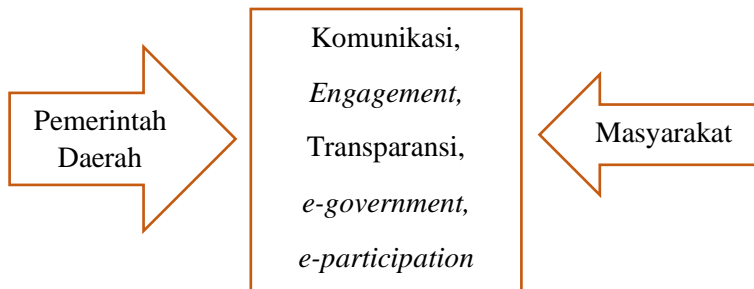 Pemerintah
Daerah
Komunikasi,
Engagement,
Transparansi,
e-government,
e-participation
Masyarakat